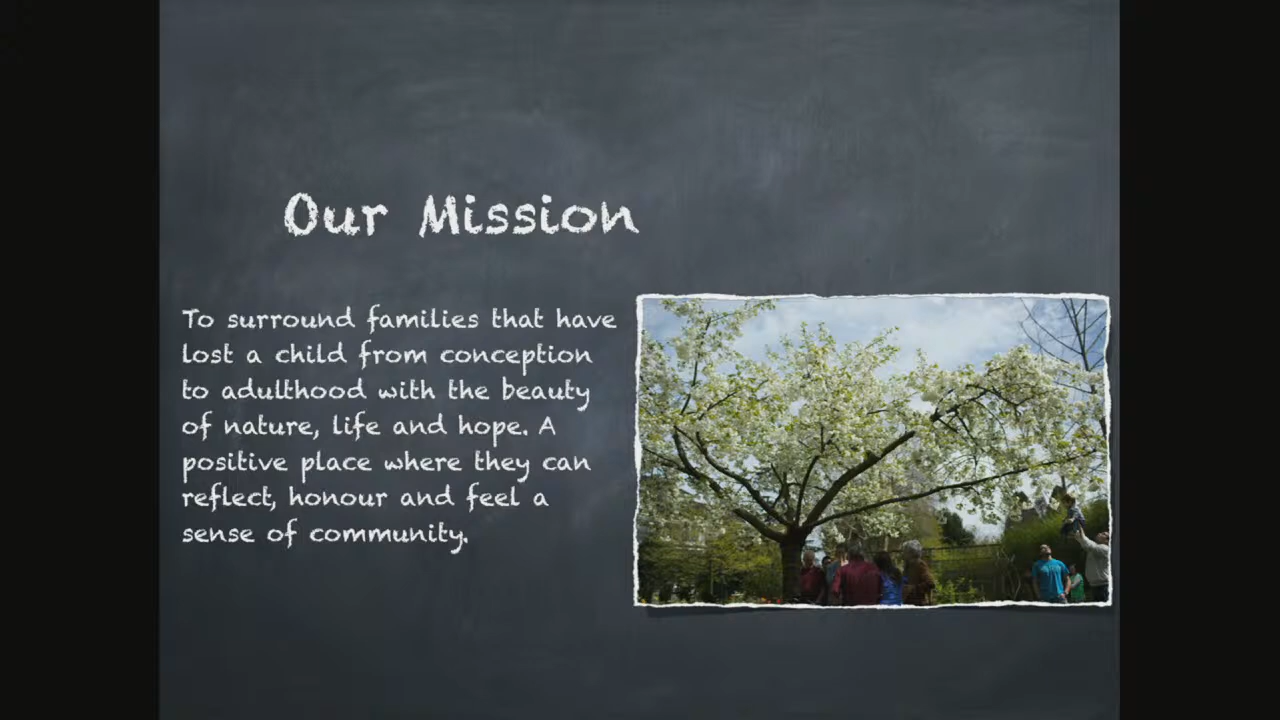 Our Mission
To surround families that have
lost a child from conception
to adulthood with the beauty
of nature, life and hope. A
positive place where they can
reflect, honour and feel a
sense of community.